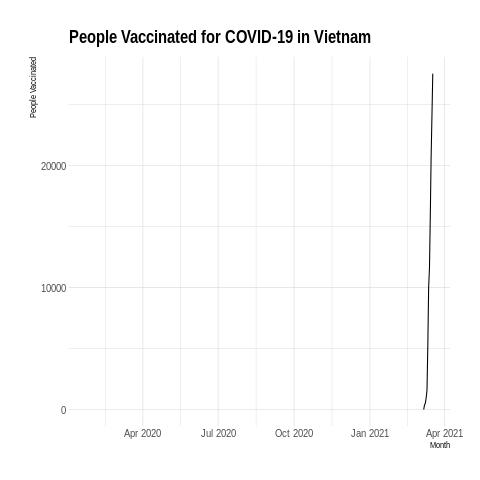 People Vaccinated for COVID-19 in Vietnam
People Vaccinated
20000
10000
0
Apr 2020 Jul 2020 Oct 2020 Jan 2021 Apr 2021
Month